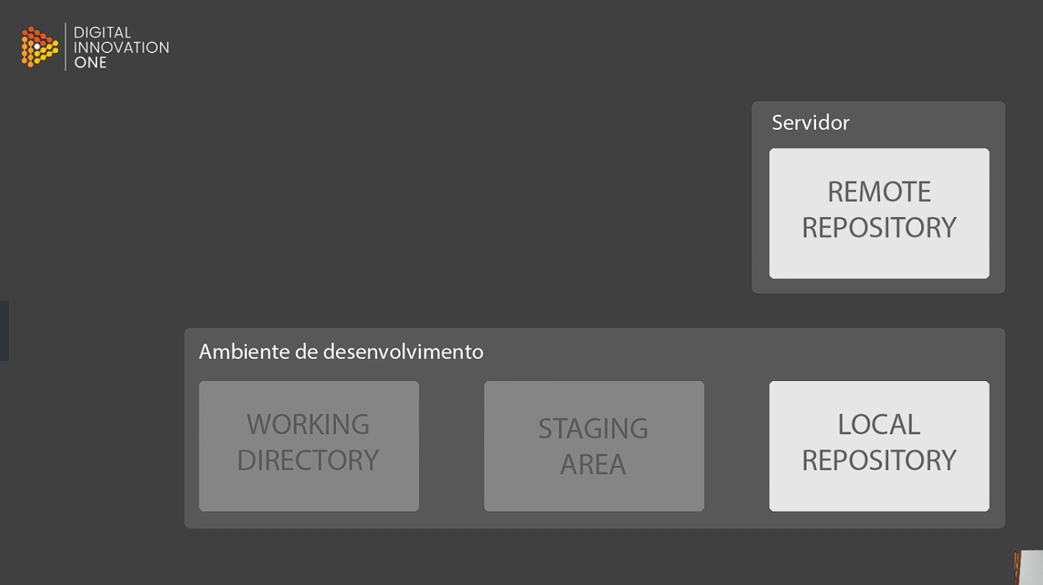 DIGITAL
INNOVATION
ONE
Servidor
REMOTE
REPOSITORY
Ambiente de desenvolvimento
WORKING
DIRECTORY
STAGING
AREA
LOCAL
REPOSITORY